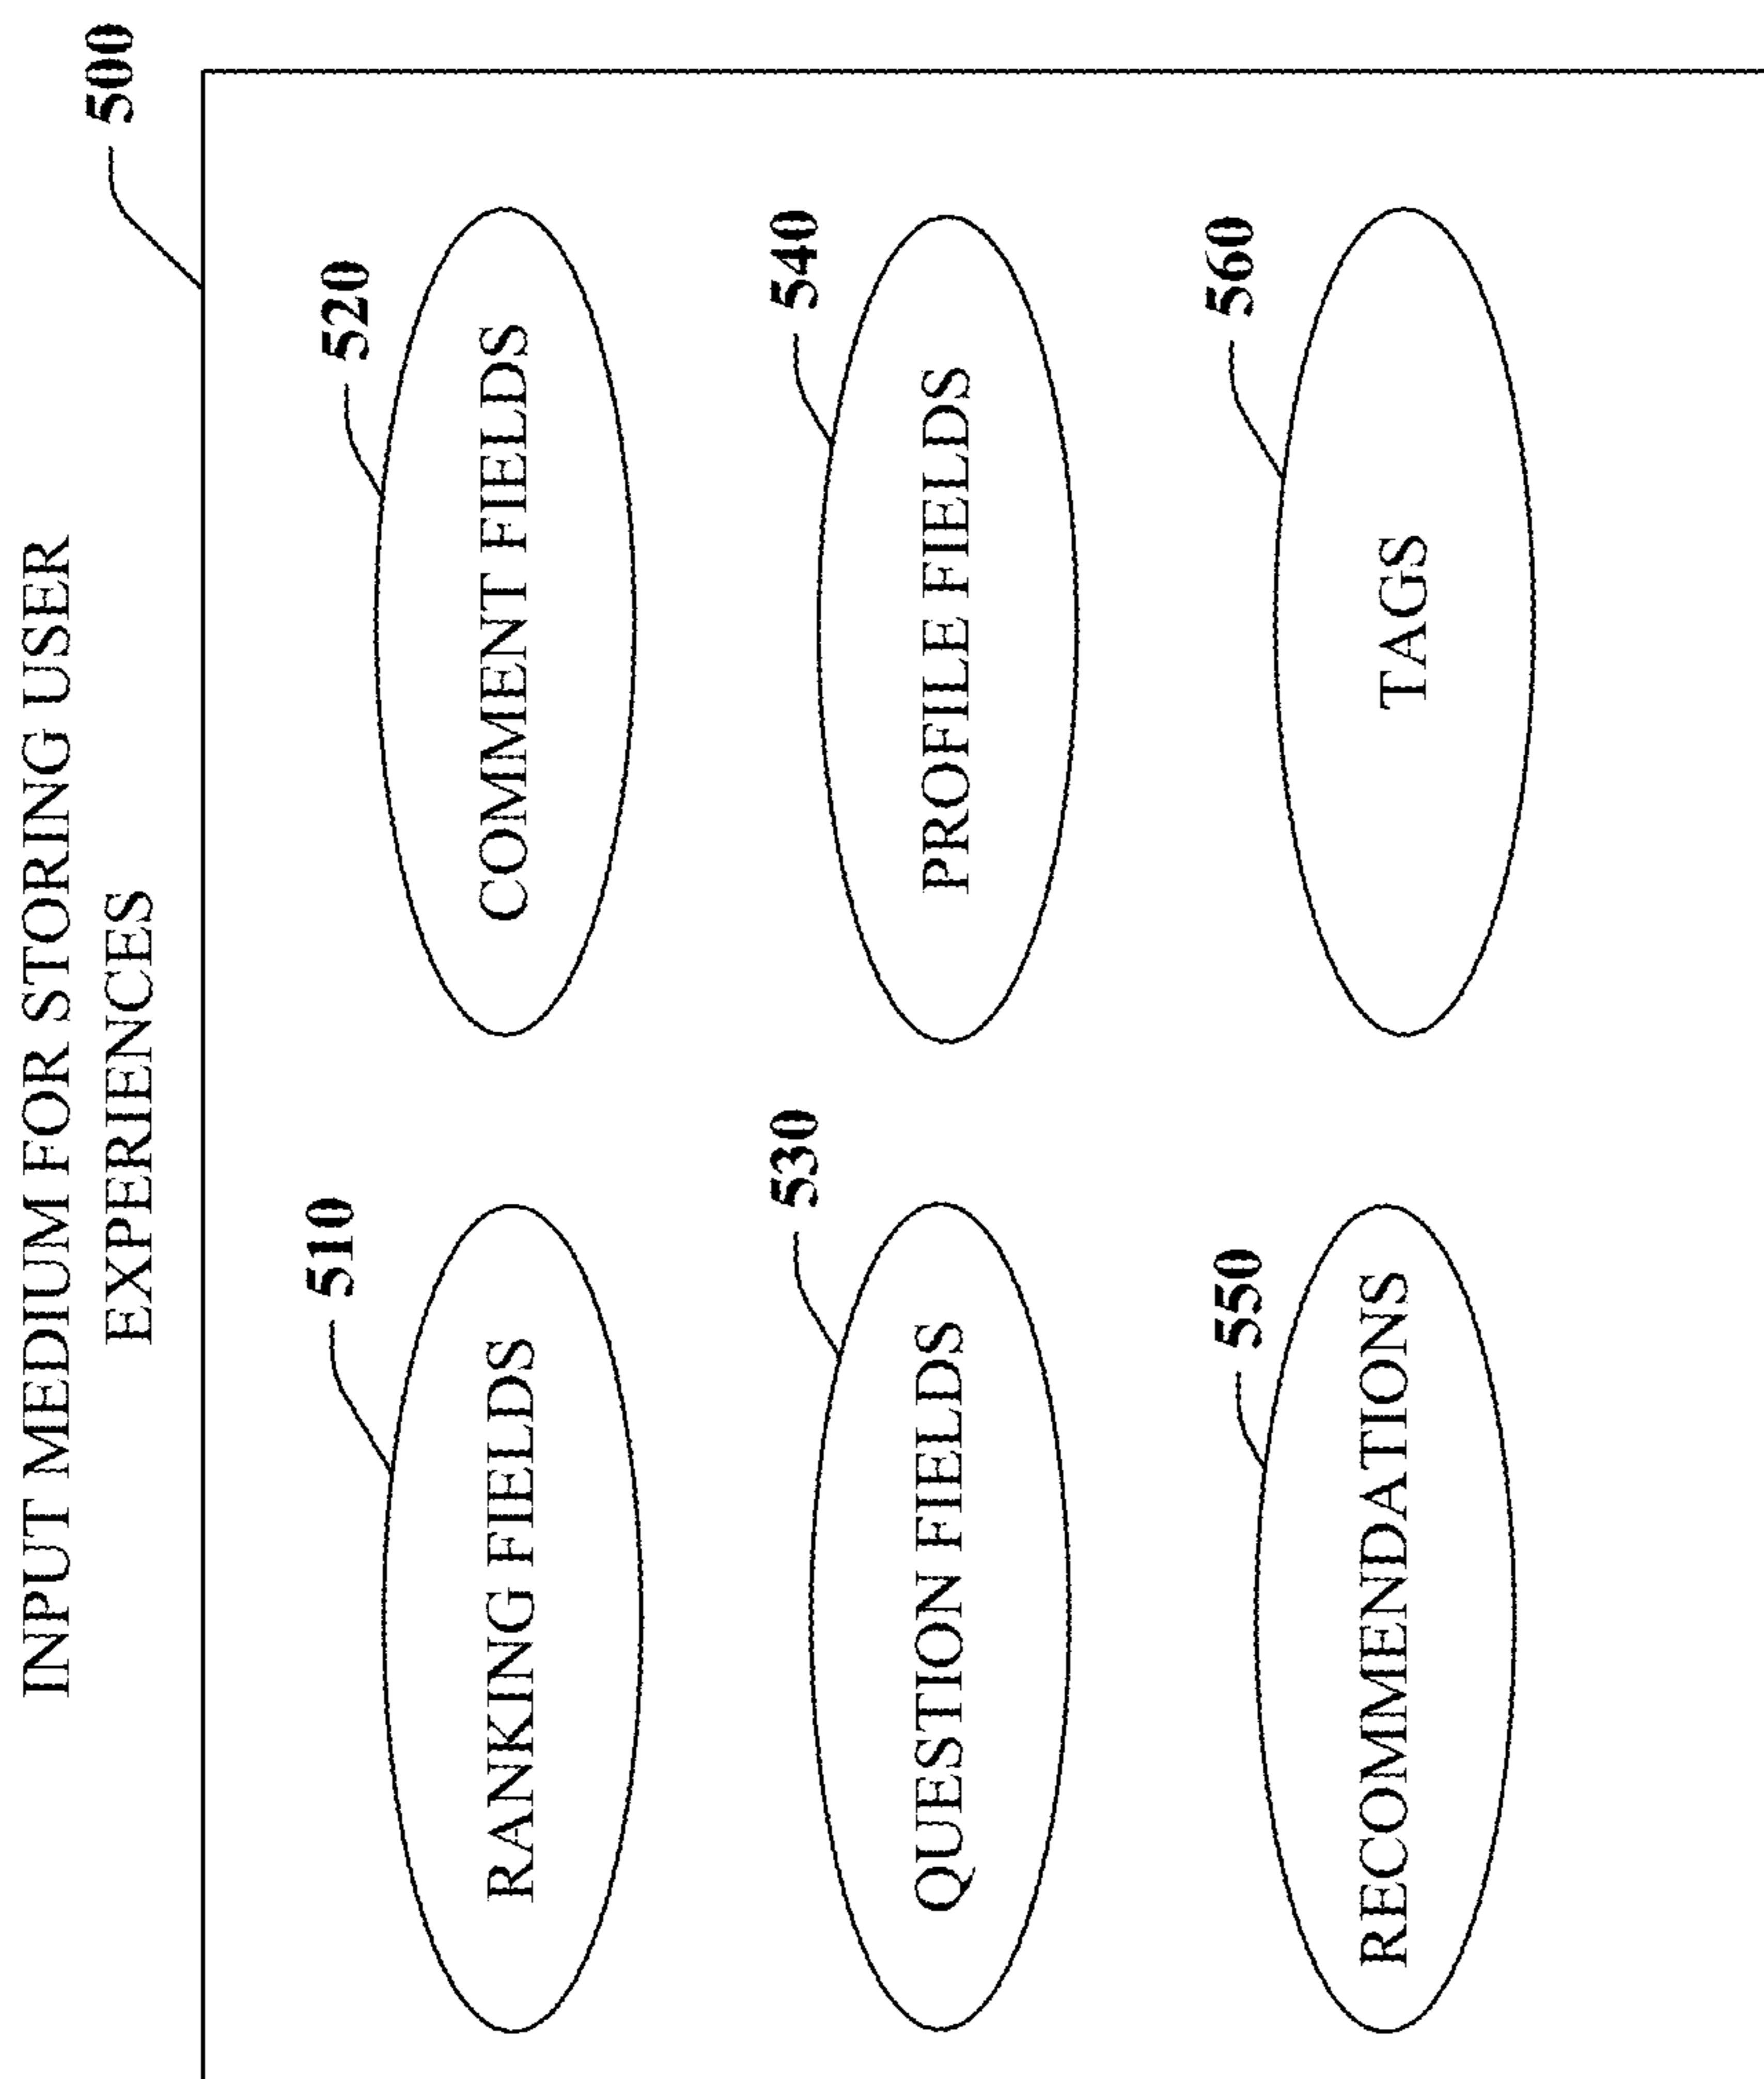 INPUT MEDIUM FOR STORING USER
EXPERIENCES
500
510
RANKING FIELDS
520
COMMENT FIELDS
530
QUESTION FIELDS
540
PROFILE FIELDS
550
RECOMMENDATIONS
560
TAGS